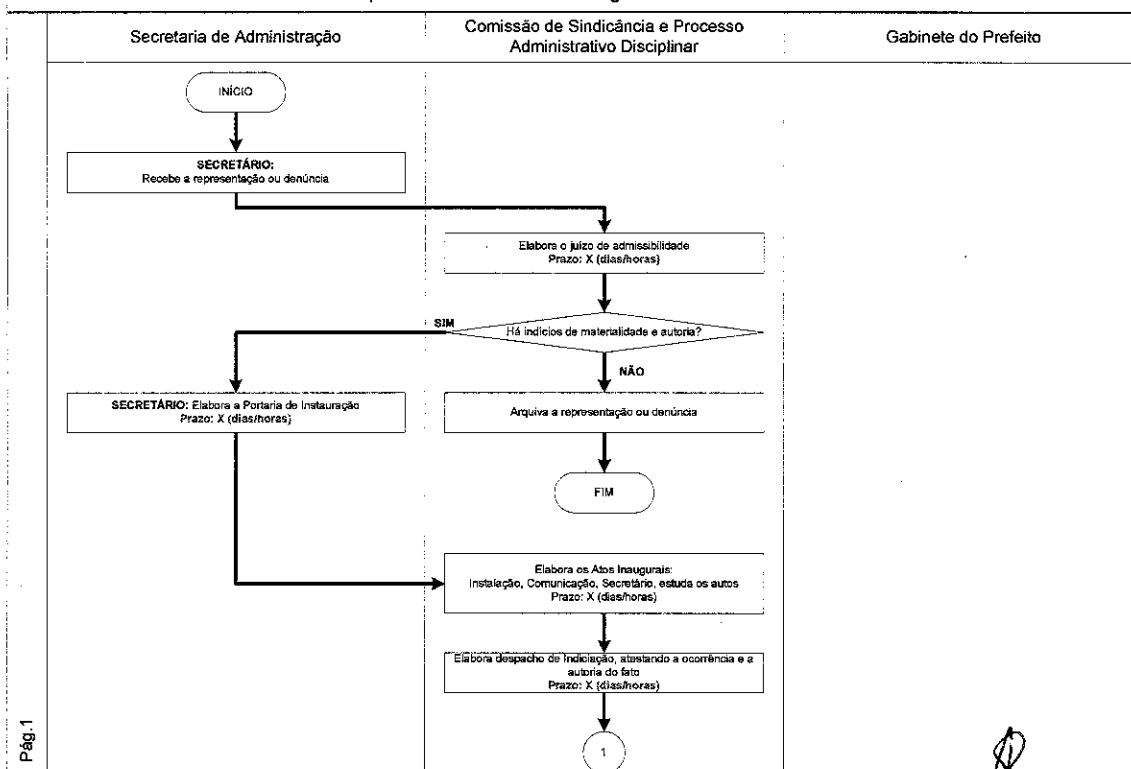 Secretaria de Administração
Comissão de Sindicância e Processo
Administrativo Disciplinar
Gabinete do Prefeito
INÍCIO
SECRETÁRIO:
Recebe a representação ou denúncia
Elabora o juízo de admissibilidade
Prazo: X (dias/horas)
Há indícios de materialidade e autoria?
SIM
NÃO
SECRETÁRIO: Elabora a Portaria de Instauração
Prazo: X (dias/horas)
Arquiva a representação ou denúncia
FIM
Elabora os Atos Inaugurais:
Instalação, Comunicação, Secretário, estuda os autos
Prazo: X (dias/horas)
Elabora despacho de Indiciação, atestando a ocorrência e a
autoria do fato
Prazo: X (dias/horas)
1
Pág.1